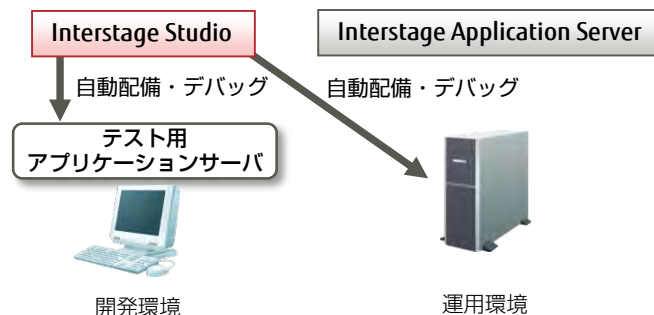 Interstage Studio
Interstage Application Server
自動配備・デバッグ
自動配備・デバッグ
テスト用
アプリケーションサーバ
開発環境
運用環境